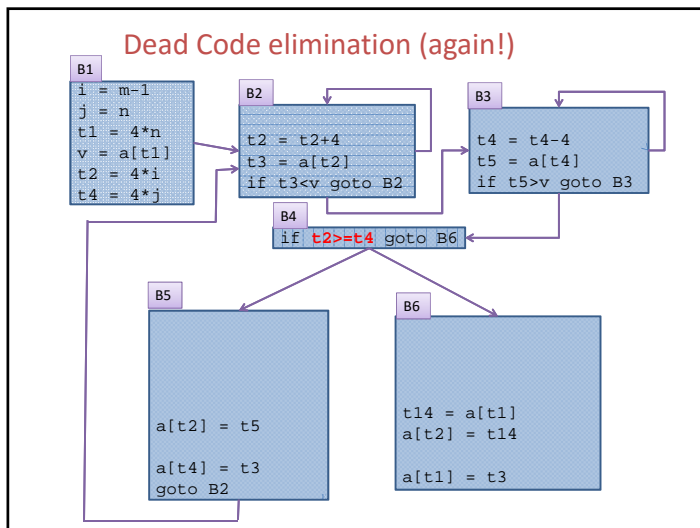 Dead Code elimination (again!)
B1
i = m-1
j = n
t1 = 4*n
v = a[t1]
t2 = 4*i
t4 = 4*j
B2
t2 = t2+4
t3 = a[t2]
if t3<v goto B2
B3
t4 = t4-4
t5 = a[t4]
if t5>v goto B3
B4
if t2>=t4 goto B6
B5
a[t2] = t5
a[t4] = t3
goto B2
B6
t14 = a[t1]
a[t2] = t14
a[t1] = t3